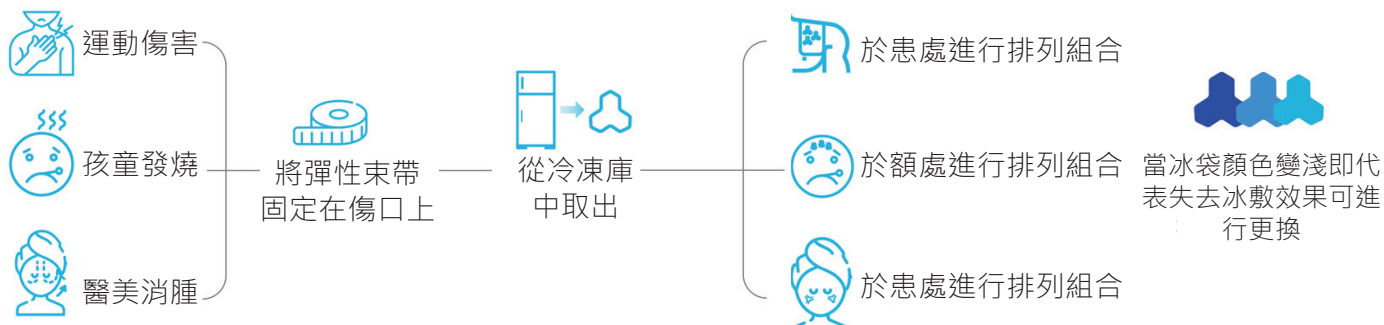 運動傷害
孩童發燒
醫美消腫
將彈性束帶
固定在傷口上
從冷凍庫
中取出
於患處進行排列組合
於額處進行排列組合
於患處進行排列組合
當冰袋顏色變淺即代
表失去冰敷效果可進
行更換